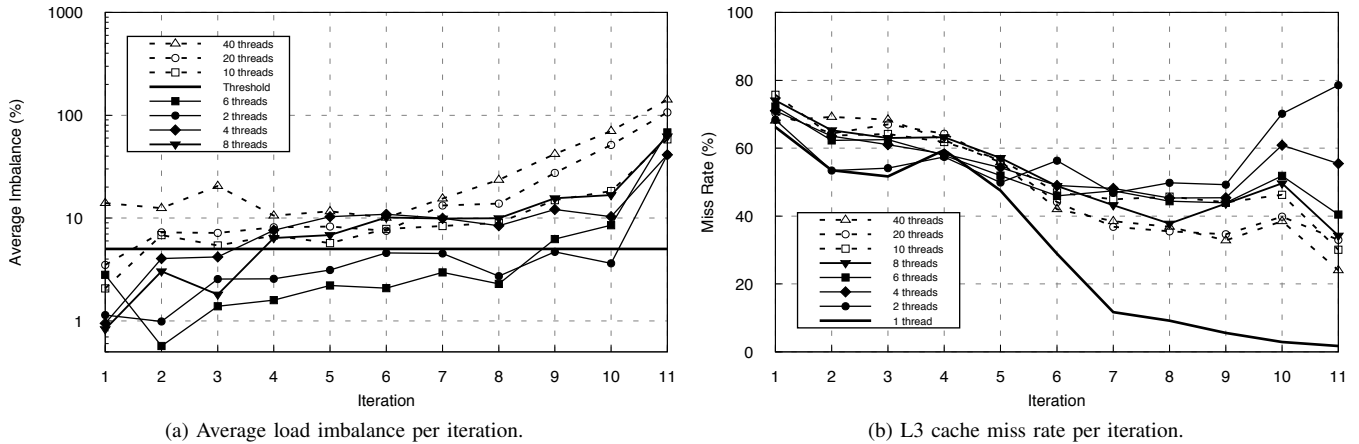 1000
100
10
1
Average Imbalance (%)
40 threads
20 threads
10 threads
Threshold
6 threads
2 threads
4 threads
8 threads
1 2 3 4 5 6 7 8 9 10 11
Iteration
(a) Average load imbalance per iteration.
100
80
60
40
20
0
Miss Rate (%)
40 threads
20 threads
10 threads
8 threads
6 threads
4 threads
2 threads
1 thread
1 2 3 4 5 6 7 8 9 10 11
Iteration
(b) L3 cache miss rate per iteration.